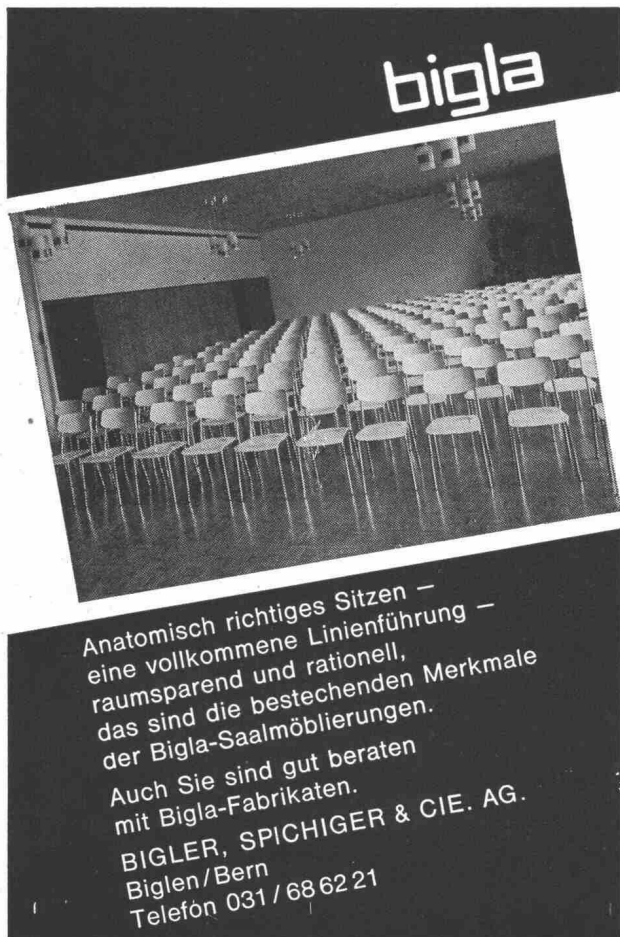 bigla
Anatomisch richtiges Sitzen –
eine vollkommene Linienführung –
raumsparend und rationell,
das sind die bestechenden Merkmale
der Bigla-Saalmöblierungen.
Auch Sie sind gut beraten
mit Bigla-Fabrikaten.
BIGLER, SPICHIGER & CIE. AG.
Biglen/Bern
Telefon 031 / 68 62 21